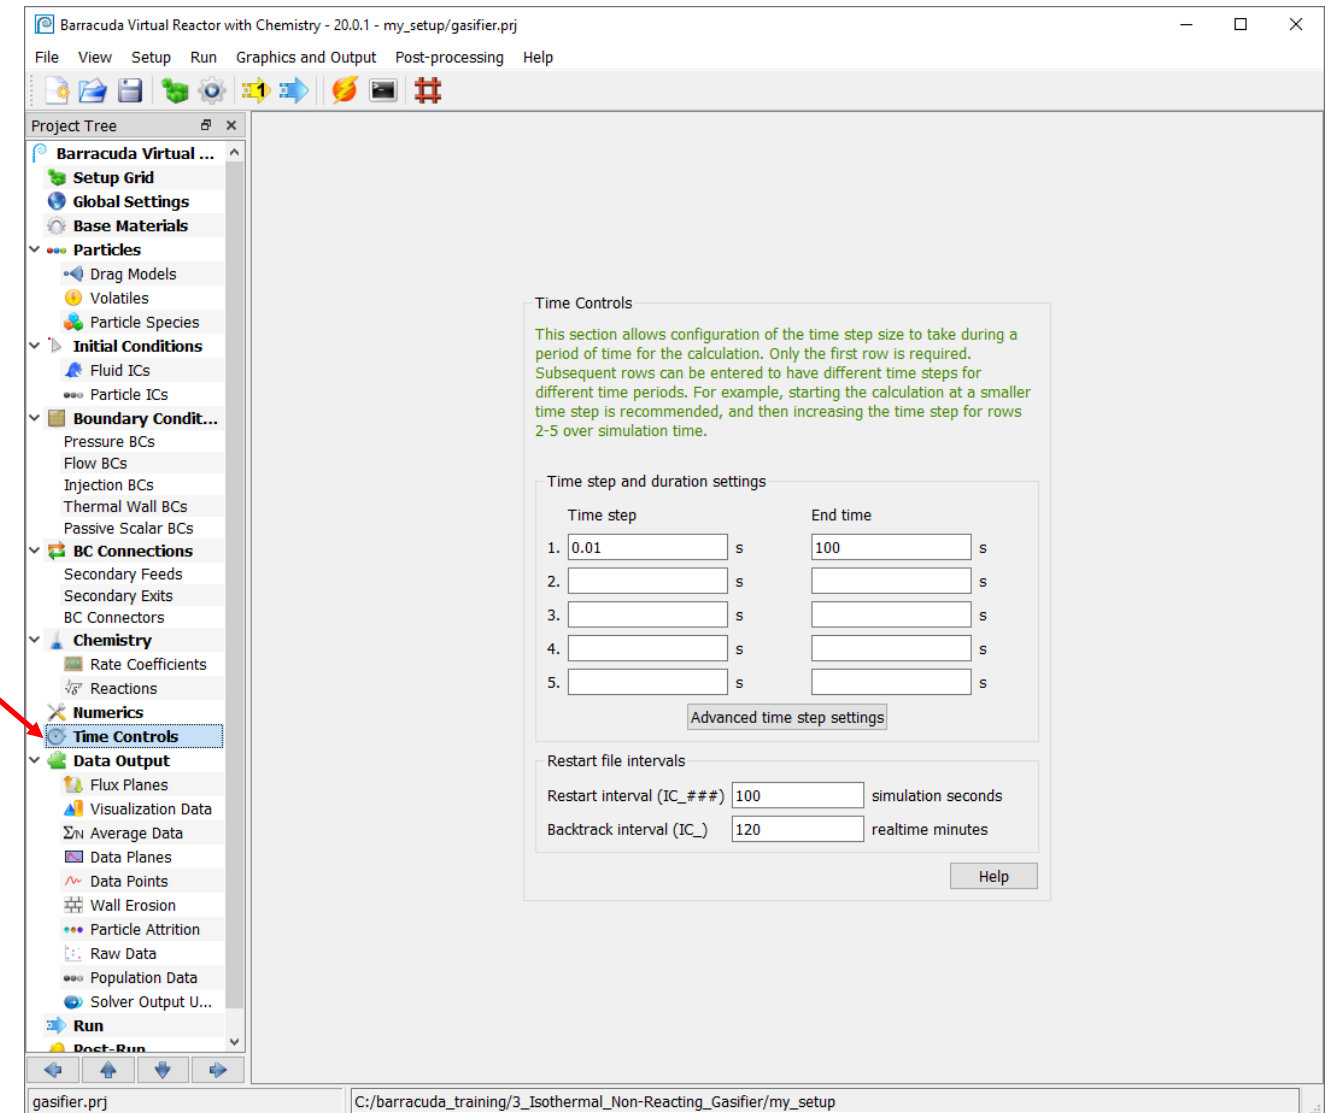 Barracuda Virtual Reactor with Chemistry - 20.0.1 - my_setup/gasifier.prj
File View Setup Run Graphics and Output Post-processing Help
1
Project Tree
Barracuda Virtual ...
Setup Grid
Global Settings
Base Materials
Particles
Drag Models
Volatiles
Particle Species
Initial Conditions
Fluid ICs
Particle ICs
Boundary Condit...
Pressure BCs
Flow BCs
Injection BCs
Thermal Wall BCs
Passive Scalar BCs
BC Connections
Secondary Feeds
Secondary Exits
BC Connectors
Chemistry
Rate Coefficients
Reactions
Numerics
Time Controls
Data Output
Flux Planes
Visualization Data
Σ/N Average Data
Data Planes
Data Points
Wall Erosion
Particle Attrition
Raw Data
Population Data
Solver Output U...
Run
Post-Run
Time Controls
This section allows configuration of the time step size to take during a
period of time for the calculation. Only the first row is required.
Subsequent rows can be entered to have different time steps for
different time periods. For example, starting the calculation at a smaller
time step is recommended, and then increasing the time step for rows
2-5 over simulation time.
Time step and duration settings
Time step End time
1. 0.01 s 100 s
2. s s
3. s s
4. s s
5. s s
Advanced time step settings
Restart file intervals
Restart interval (IC_###) 100 simulation seconds
Backtrack interval (IC_) 120 realtime minutes
Help
gasifier.prj C:/barracuda_training/3_Isothermal_Non-Reacting_Gasifier/my_setup